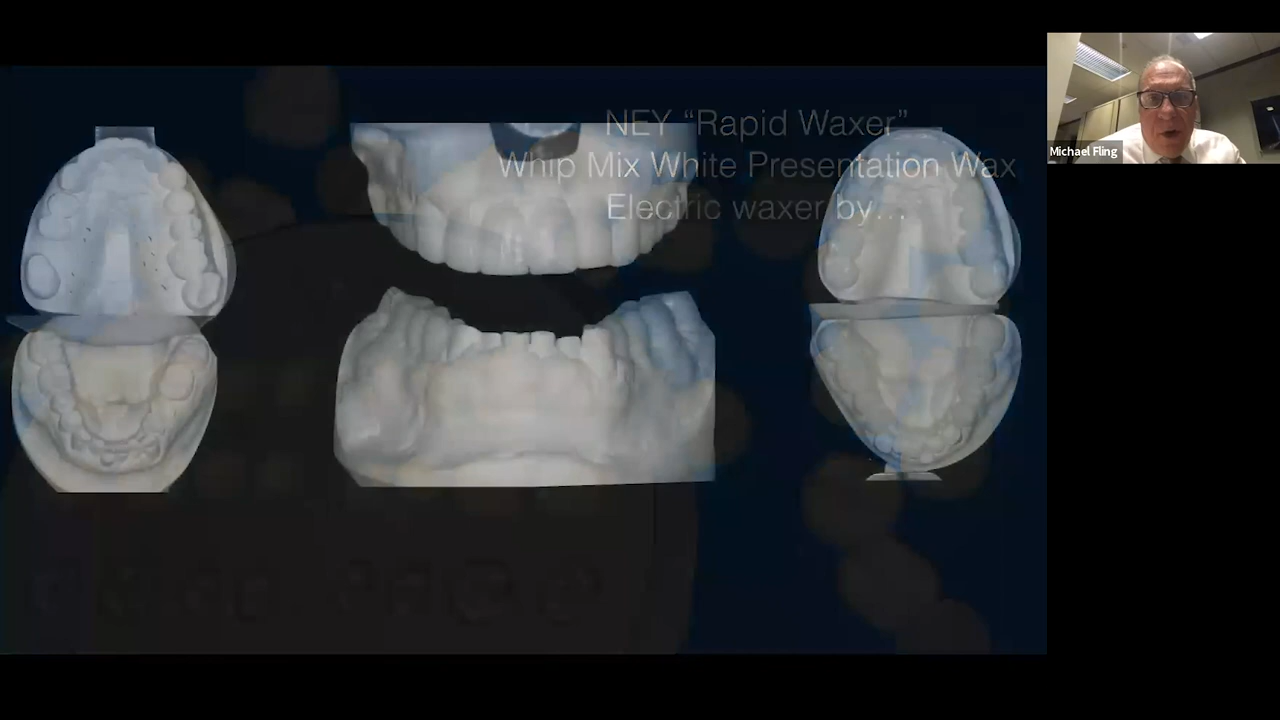 NEY “Rapid Waxer”
Whip Mix White Presentation Wax
Electric waxer by…
Michael Fling